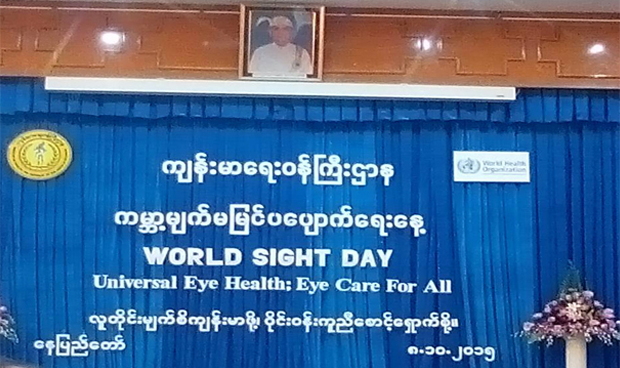 ကျန်းမာရေးဝန်ကြီးဌာန
World Health
Organization
ကမ္ဘာ့မျက်မမြင်ပပျောက်ရေးနေ့
WORLD SIGHT DAY
Universal Eye Health; Eye Care For All
လူတိုင်းမျက်စိကျန်းမာဖို့ ဝိုင်းဝန်းကူညီစောင့်ရှောက်စို့။
နေပြည်တော်
၈.၁၀.၂၀၁၅